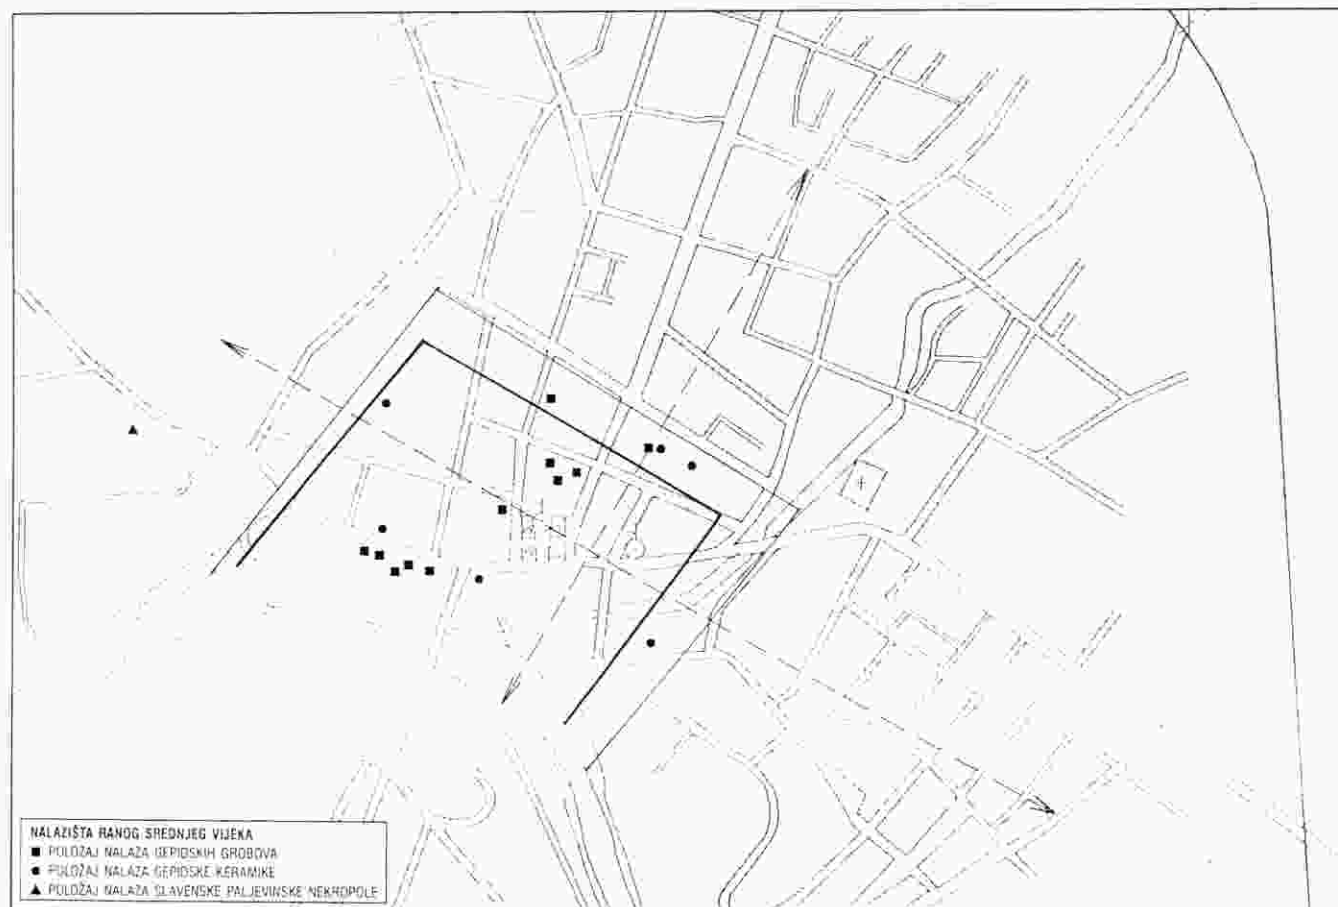 NALAZIŠTA RANOG SREDNJEG VIJEKA
POLOŽAJ NALAZA GEPIDSKIH GROBOVA
POLOŽAJ NALAZA GEPIDSKE KERAMIKE
POLOŽAJ NALAZA SLAVENSKE PALJEVINSKE NEKROPOLE